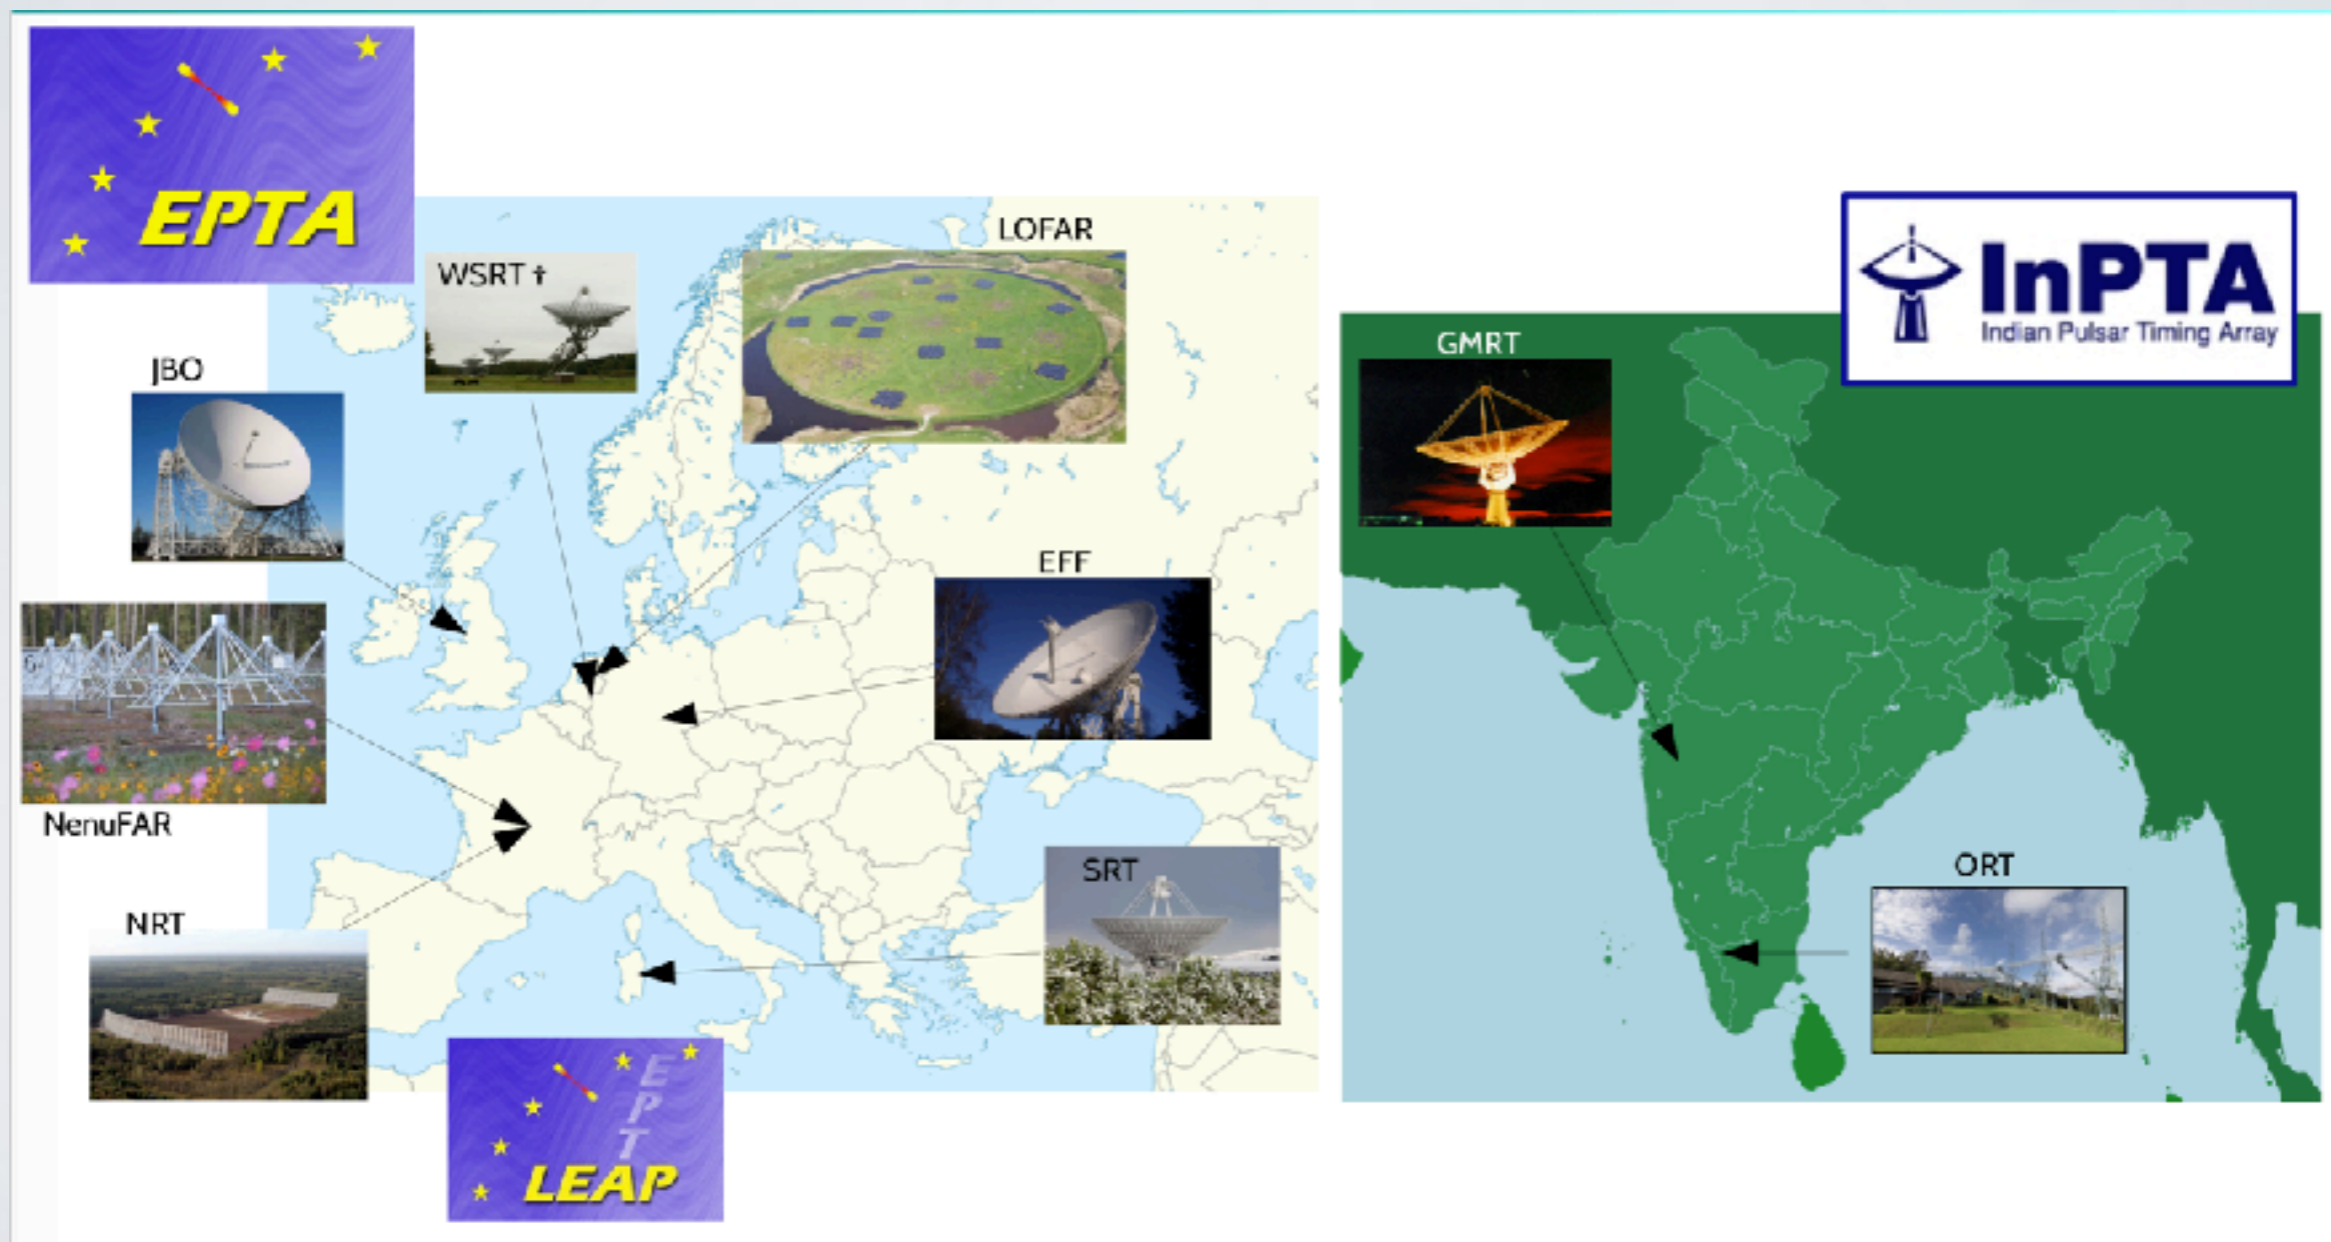 EPTA
WSRT †
LOFAR
JBO
EFF
NenuFAR
NRT
SRT
E
P
T
LEAP
InPTA
Indian Pulsar Timing Array
GMRT
ORT